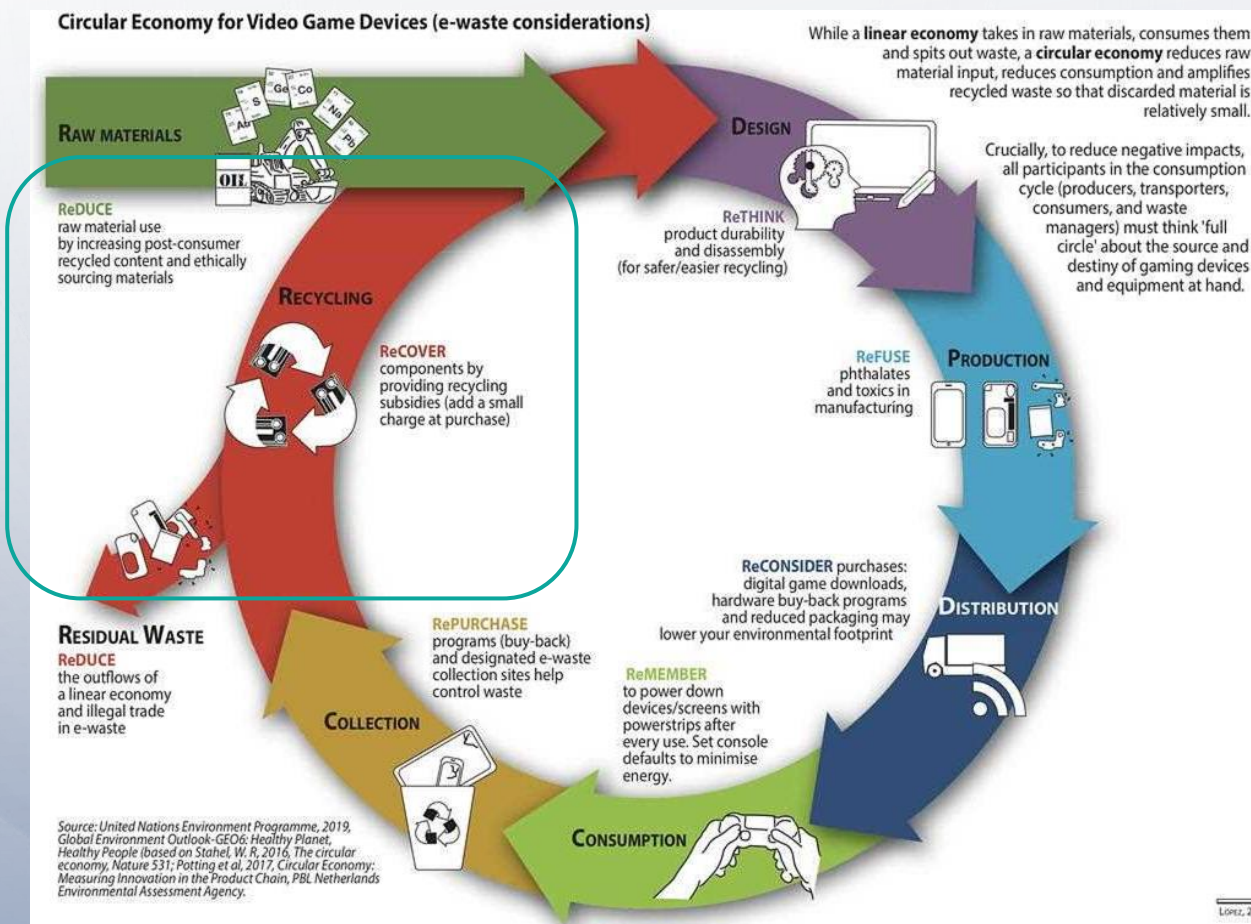 Circular Economy for Video Game Devices (e-waste considerations)
While a linear economy takes in raw materials, consumes them
and spits out waste, a circular economy reduces raw
material input, reduces consumption and amplifies
recycled waste so that discarded material is
relatively small.
Crucially, to reduce negative impacts,
all participants in the consumption
cycle (producers, transporters,
consumers, and waste
managers) must think 'full
circle' about the source and
destiny of gaming devices
and equipment at hand.
RAW MATERIALS
S
Ge
Co
Na
Pb
OIL
ReDUCE
raw material use
by increasing post-consumer
recycled content and ethically
sourcing materials
DESIGN
ReTHINK
product durability
and disassembly
(for safer/easier recycling)
RECYCLING
ReCOVER
components by
providing recycling
subsidies (add a small
charge at purchase)
ReFUSE
phthalates
and toxics in
manufacturing
PRODUCTION
ReCONSIDER purchases:
digital game downloads,
hardware buy-back programs
and reduced packaging may
lower your environmental footprint
DISTRIBUTION
RESIDUAL WASTE
ReDUCE
the outflows of
a linear economy
and illegal trade
in e-waste
RePURCHASE
programs (buy-back)
and designated e-waste
collection sites help
control waste
ReMEMBER
to power down
devices/screens with
powerstrips after
every use. Set console
defaults to minimise
energy.
COLLECTION
CONSUMPTION
Source: United Nations Environment Programme, 2019,
Global Environment Outlook-GEO6: Healthy Planet,
Healthy People (based on Stahel, W. R, 2016, The circular
economy, Nature 531; Potting et al, 2017, Circular Economy:
Measuring Innovation in the Product Chain, PBL Netherlands
Environmental Assessment Agency.
LÓPEZ, 2